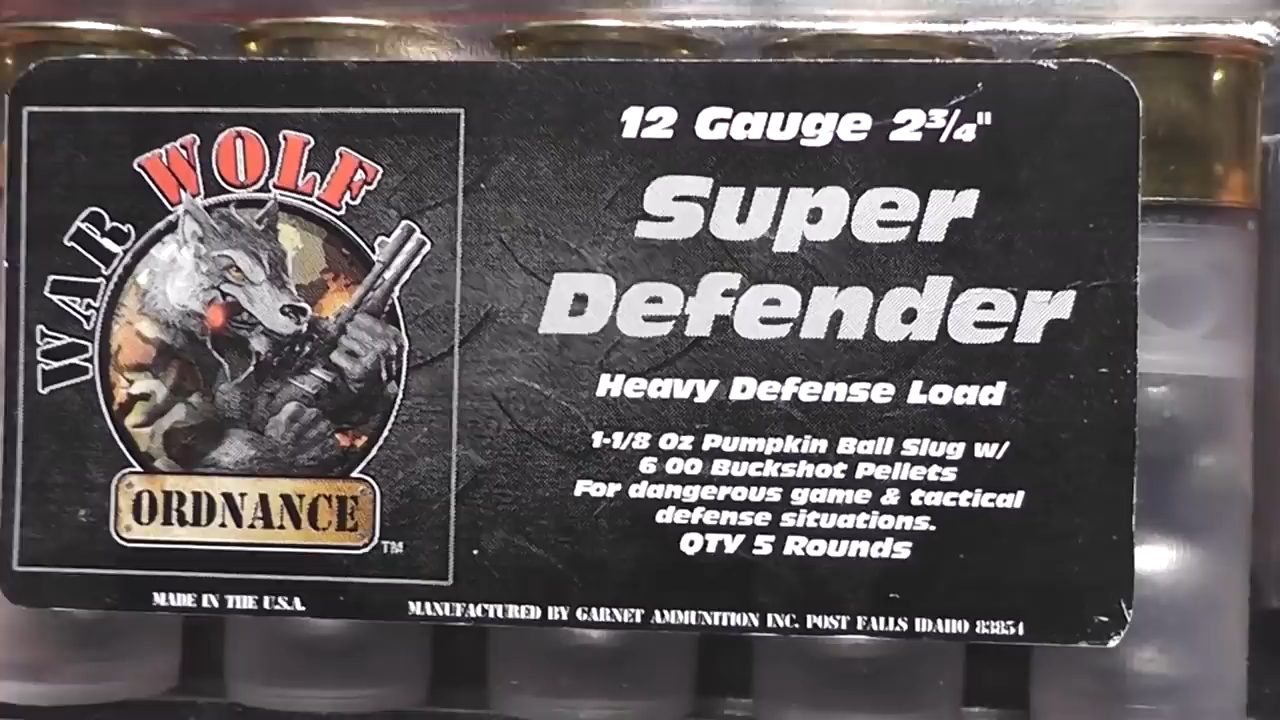 WAR WOLF
ORDNANCE
TM
12 Gauge 2¾"
Super
Defender
Heavy Defense Load
1-1/8 Oz Pumpkin Ball Slug w/
6 00 Buckshot Pellets
For dangerous game & tactical
defense situations.
QTY 5 Rounds
MADE IN THE U.S.A.
MANUFACTURED BY GARNET AMMUNITION INC. POST FALLS IDAHO 83854